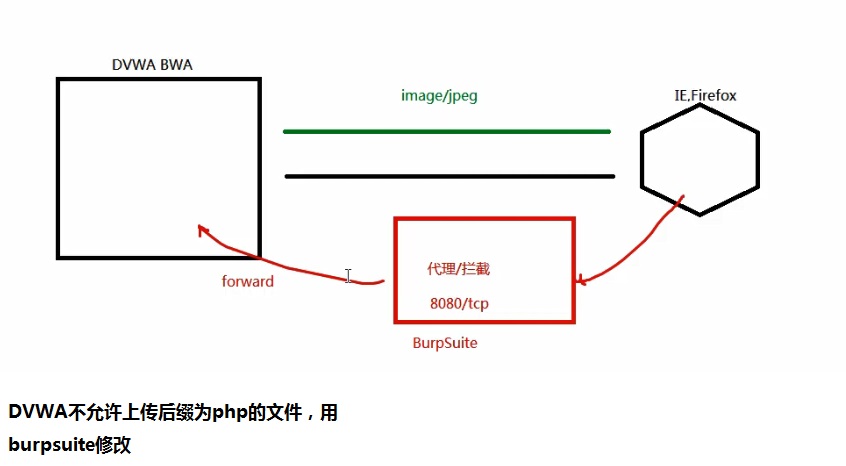 DVWA BWA
image/jpeg
IE,Firefox
代理/拦截
8080/tcp
forward
BurpSuite
DVWA不允许上传后缀为php的文件，用
burpsuite修改